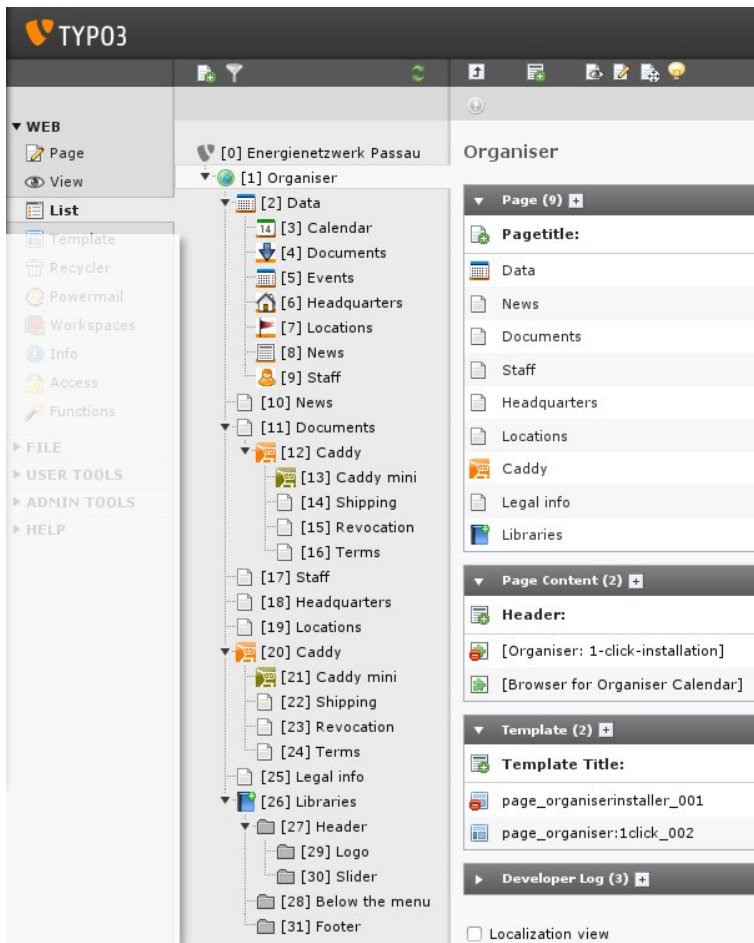 TYPO3
WEB
Page
View
List
Template
Recycler
Powermail
Workspaces
Info
Access
Functions
FILE
USER TOOLS
ADMIN TOOLS
HELP
[0] Energienetzwerk Passau
[1] Organiser
[2] Data
14 [3] Calendar
[4] Documents
[5] Events
[6] Headquarters
[7] Locations
[8] News
[9] Staff
[10] News
[11] Documents
[12] Caddy
[13] Caddy mini
[14] Shipping
[15] Revocation
[16] Terms
[17] Staff
[18] Headquarters
[19] Locations
[20] Caddy
[21] Caddy mini
[22] Shipping
[23] Revocation
[24] Terms
[25] Legal info
[26] Libraries
[27] Header
[29] Logo
[30] Slider
[28] Below the menu
[31] Footer
Organiser
Page (9)
Pagetitle:
Data
News
Documents
Staff
Headquarters
Locations
Caddy
Legal info
Libraries
Page Content (2)
Header:
[Organiser: 1-click-installation]
[Browser for Organiser Calendar]
Template (2)
Template Title:
page_organiserinstaller_001
page_organiser:1click_002
Developer Log (3)
Localization view